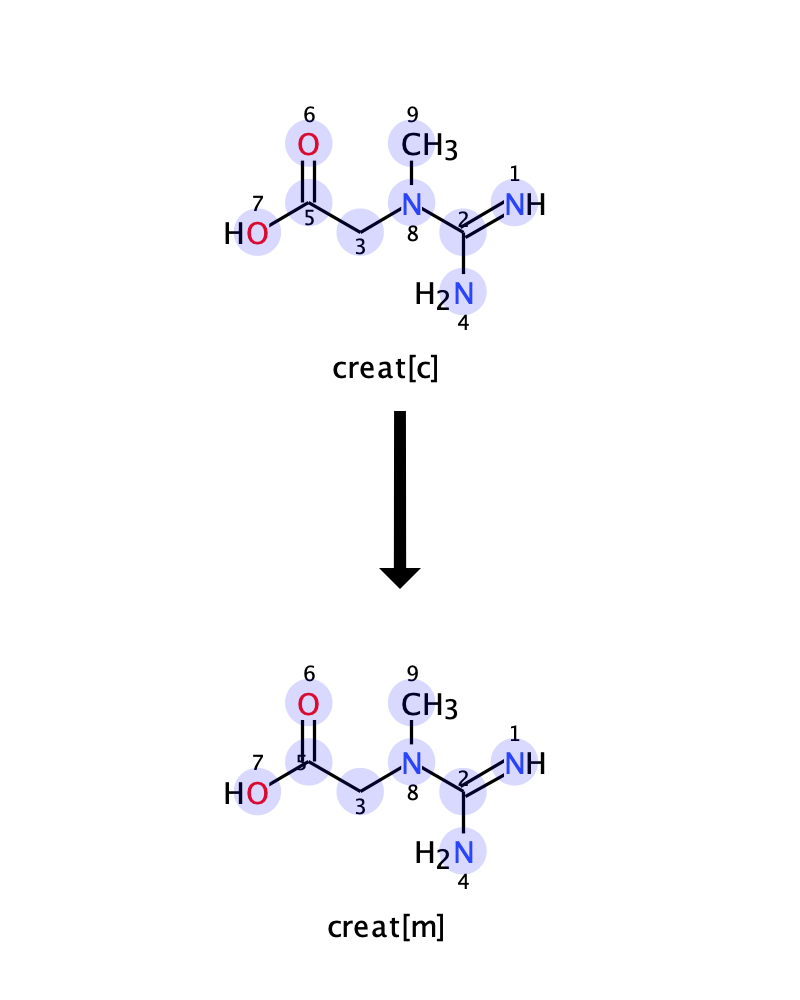 6 9
O CH3
1
7 2
HO 5 N NH
3 8
H2N
4
creat[c]
6 9
O CH3
1
7 5 2
HO N NH
3 8
H2N
4
creat[m]